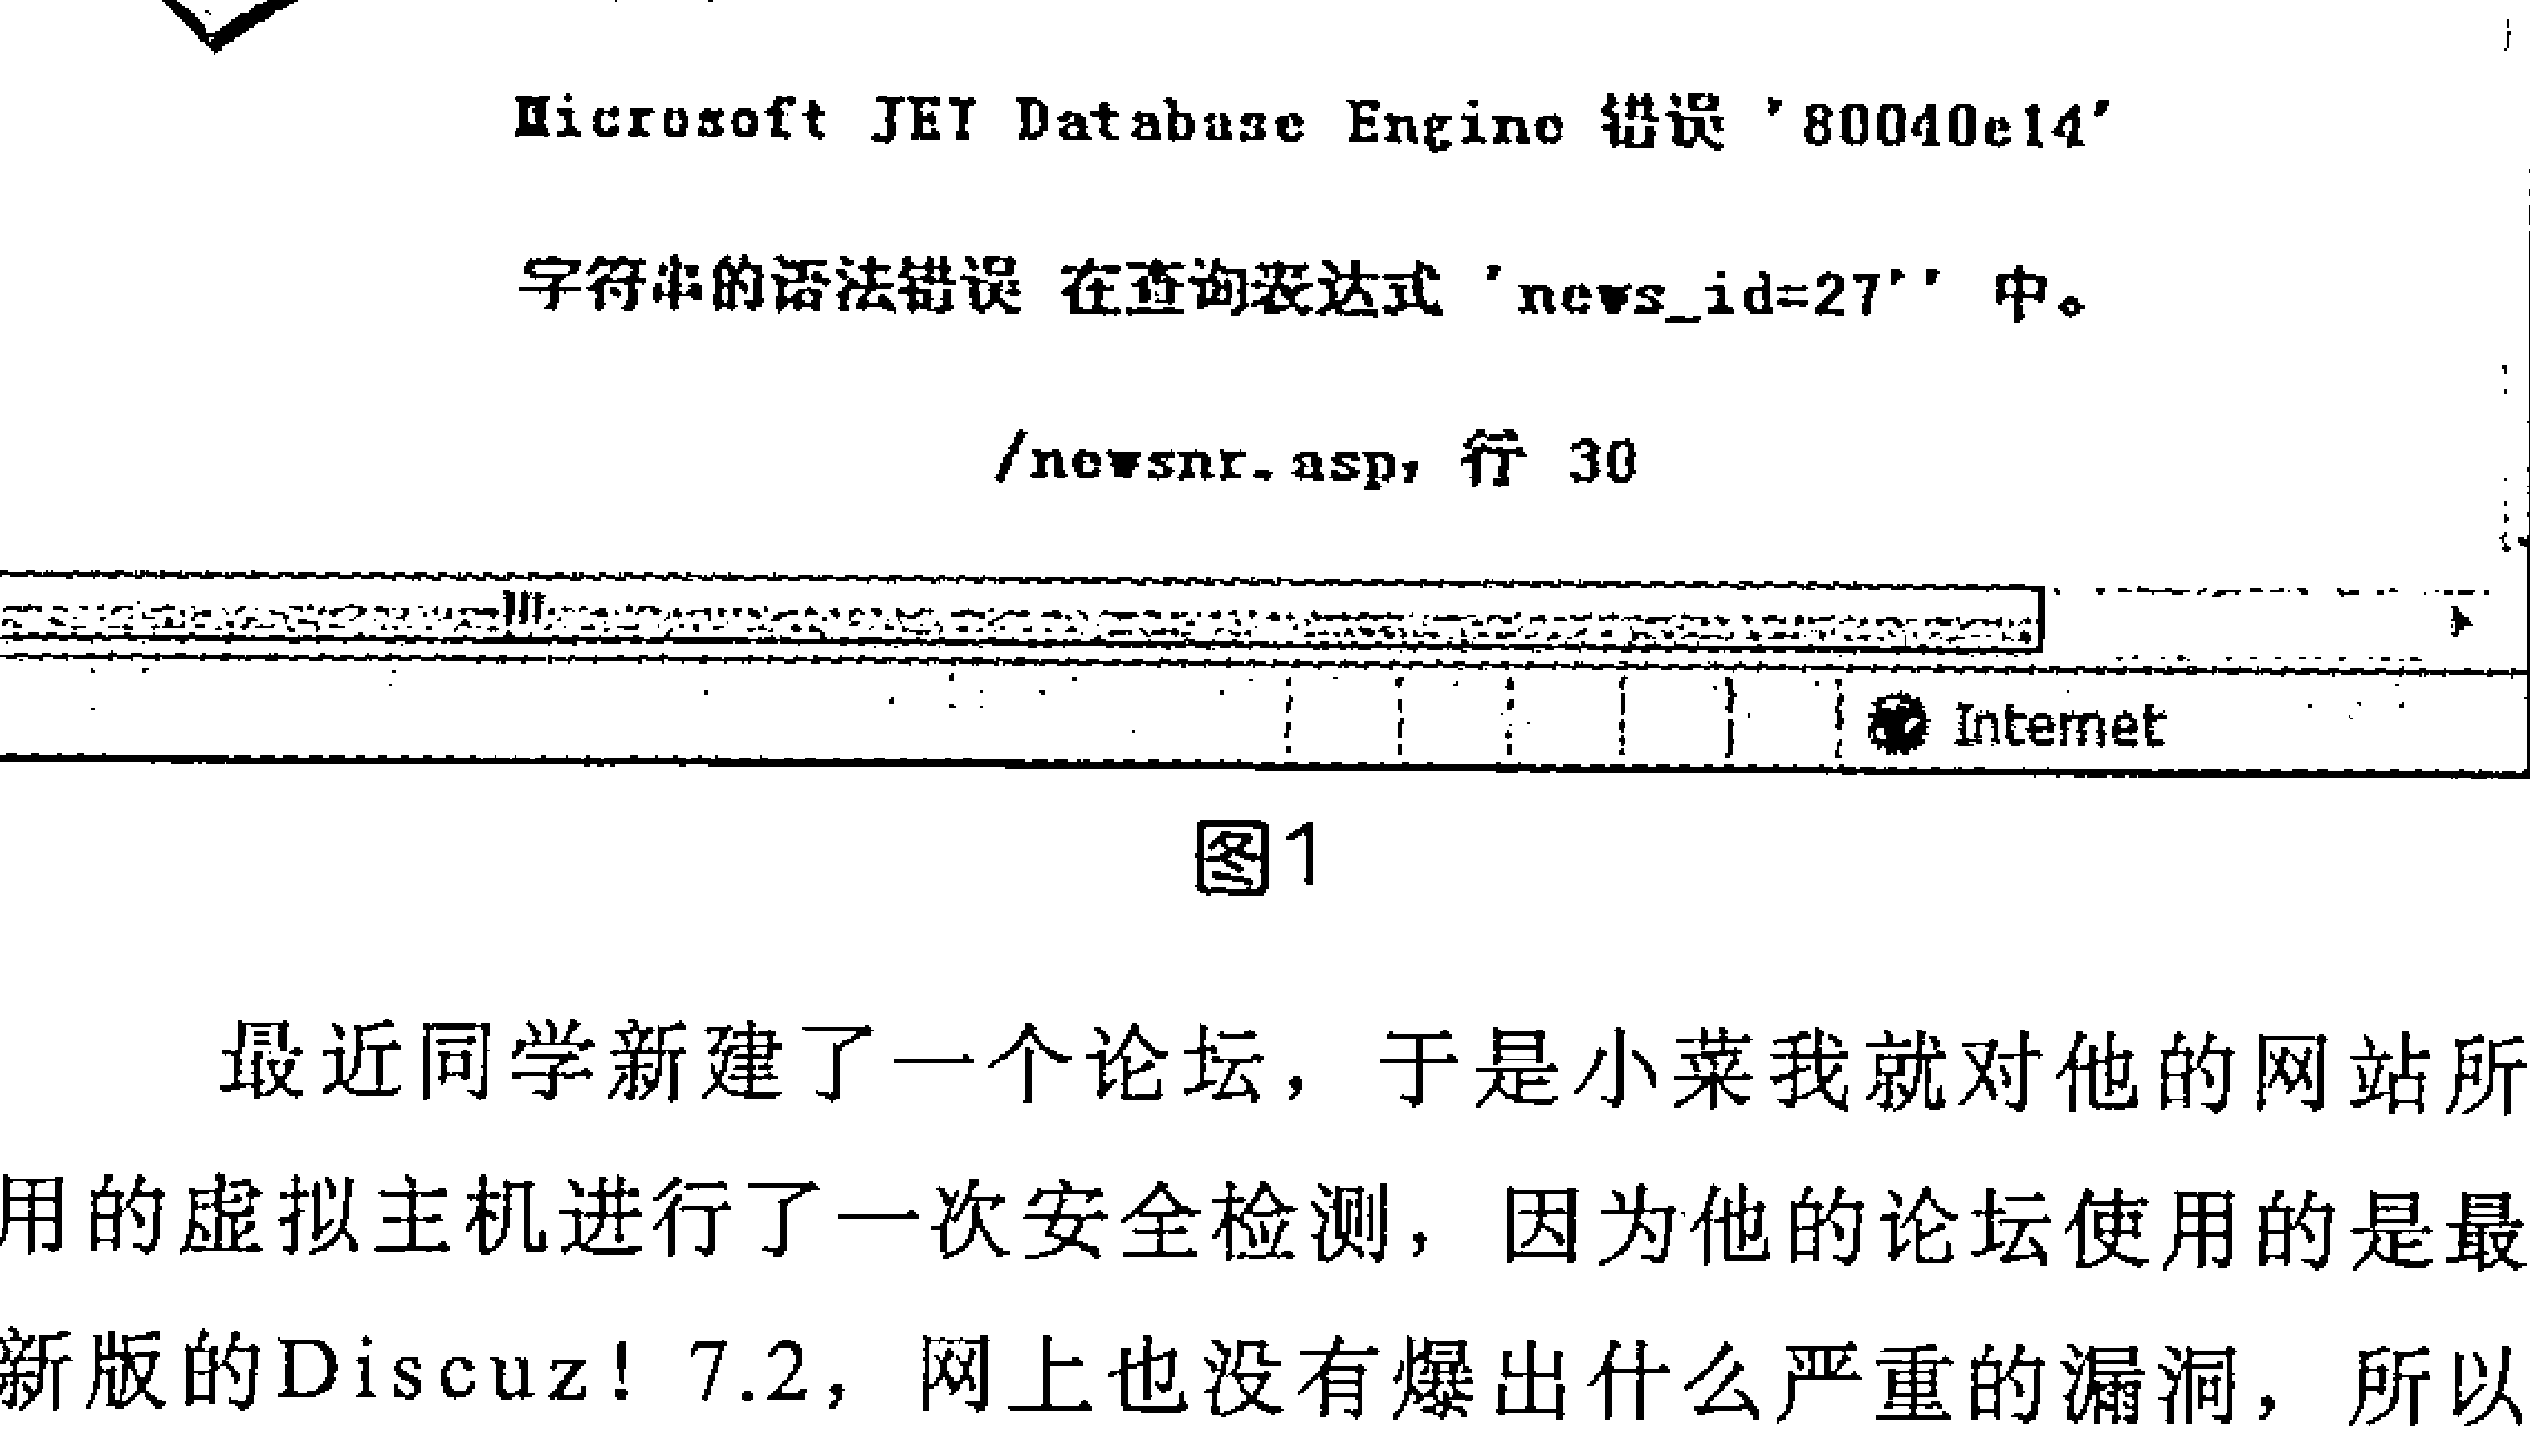 Microsoft JET Database Engine 错误 '80040e14'
字符串的语法错误 在查询表达式 'news_id=27'' 中。
/newsnr.asp，行 30
Internet
图1
最近同学新建了一个论坛，于是小菜我就对他的网站所
用的虚拟主机进行了一次安全检测，因为他的论坛使用的是最
新版的Discuz！7.2，网上也没有爆出什么严重的漏洞，所以